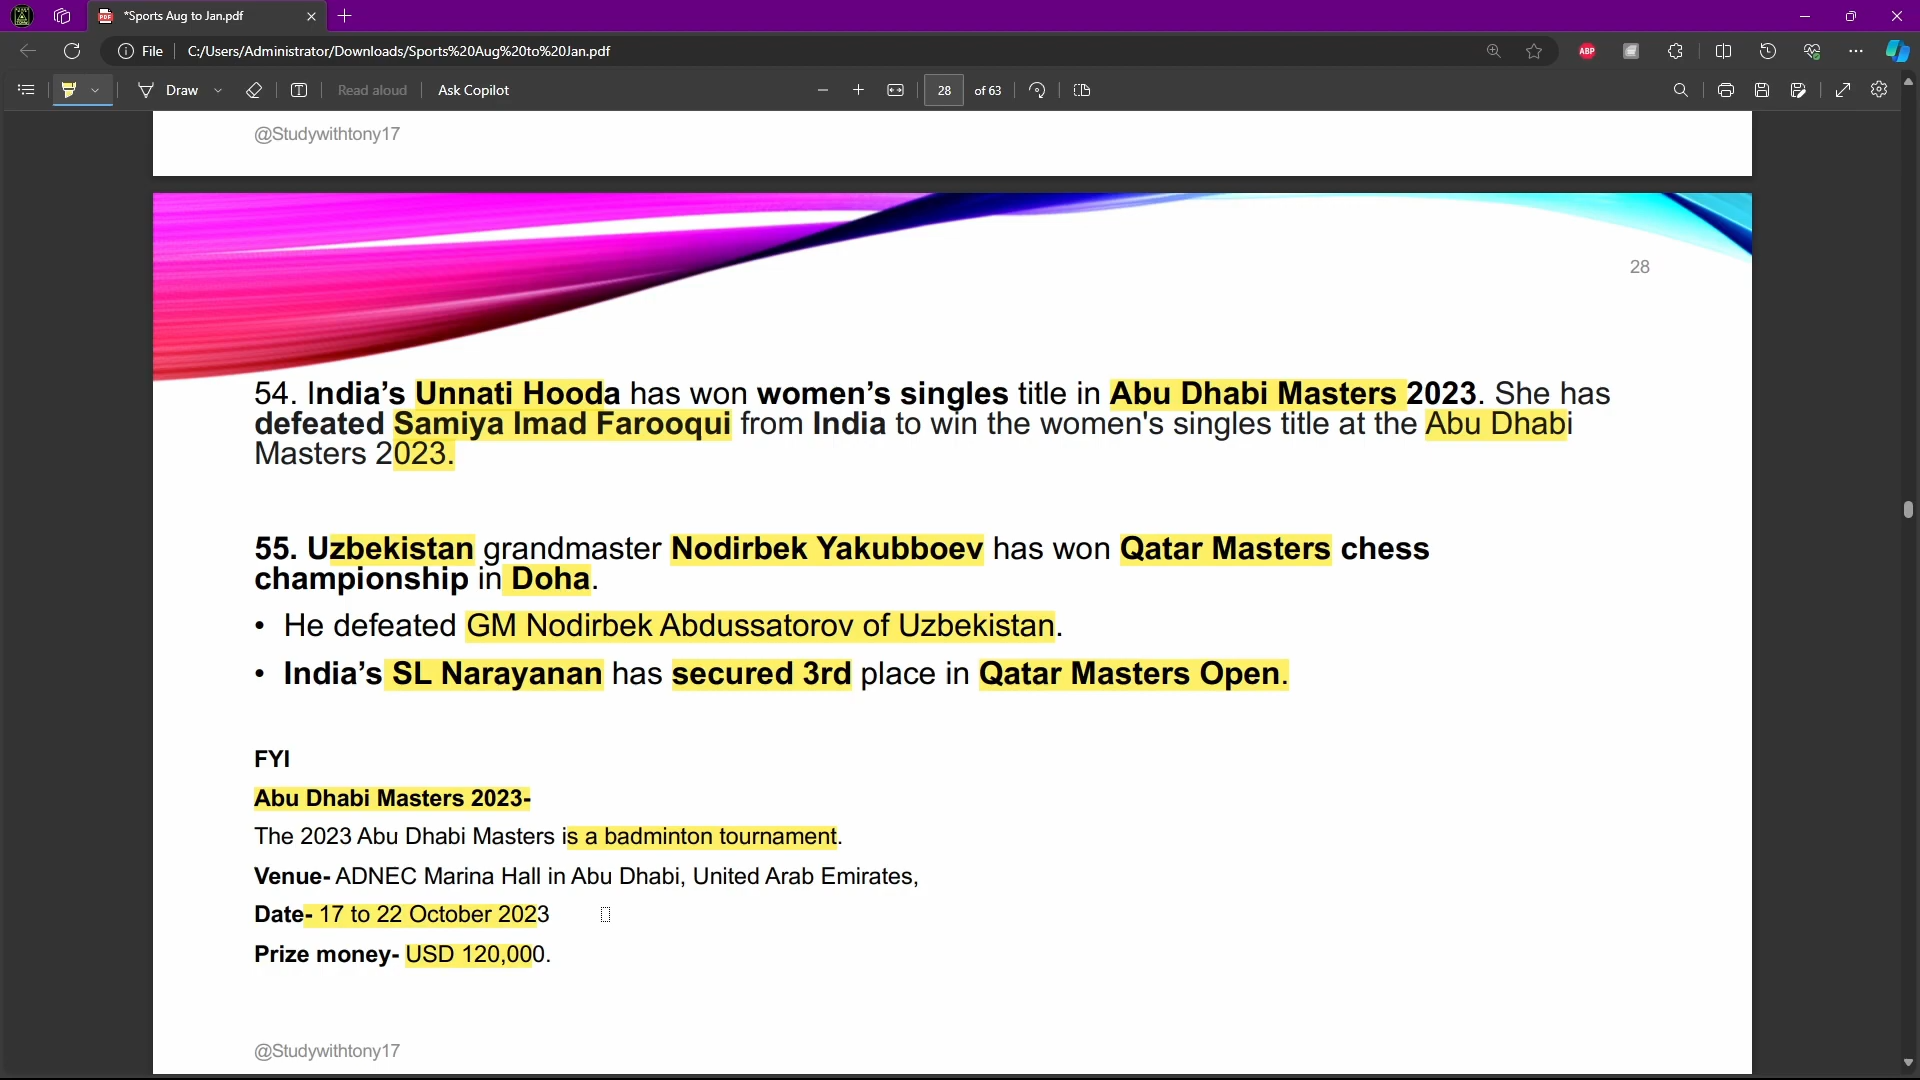 *Sports Aug to Jan.pdf
File
C:/Users/Administrator/Downloads/Sports%20Aug%20to%20Jan.pdf
ABP
Draw
Read aloud
Ask Copilot
28
of 63
@Studywithtony17
28
54. India’s Unnati Hooda has won women’s singles title in Abu Dhabi Masters 2023. She has
defeated Samiya Imad Farooqui from India to win the women's singles title at the Abu Dhabi
Masters 2023.
55. Uzbekistan grandmaster Nodirbek Yakubboev has won Qatar Masters chess
championship in Doha.
• He defeated GM Nodirbek Abdussatorov of Uzbekistan.
• India’s SL Narayanan has secured 3rd place in Qatar Masters Open.
FYI
Abu Dhabi Masters 2023-
The 2023 Abu Dhabi Masters is a badminton tournament.
Venue- ADNEC Marina Hall in Abu Dhabi, United Arab Emirates,
Date- 17 to 22 October 2023
Prize money- USD 120,000.
@Studywithtony17